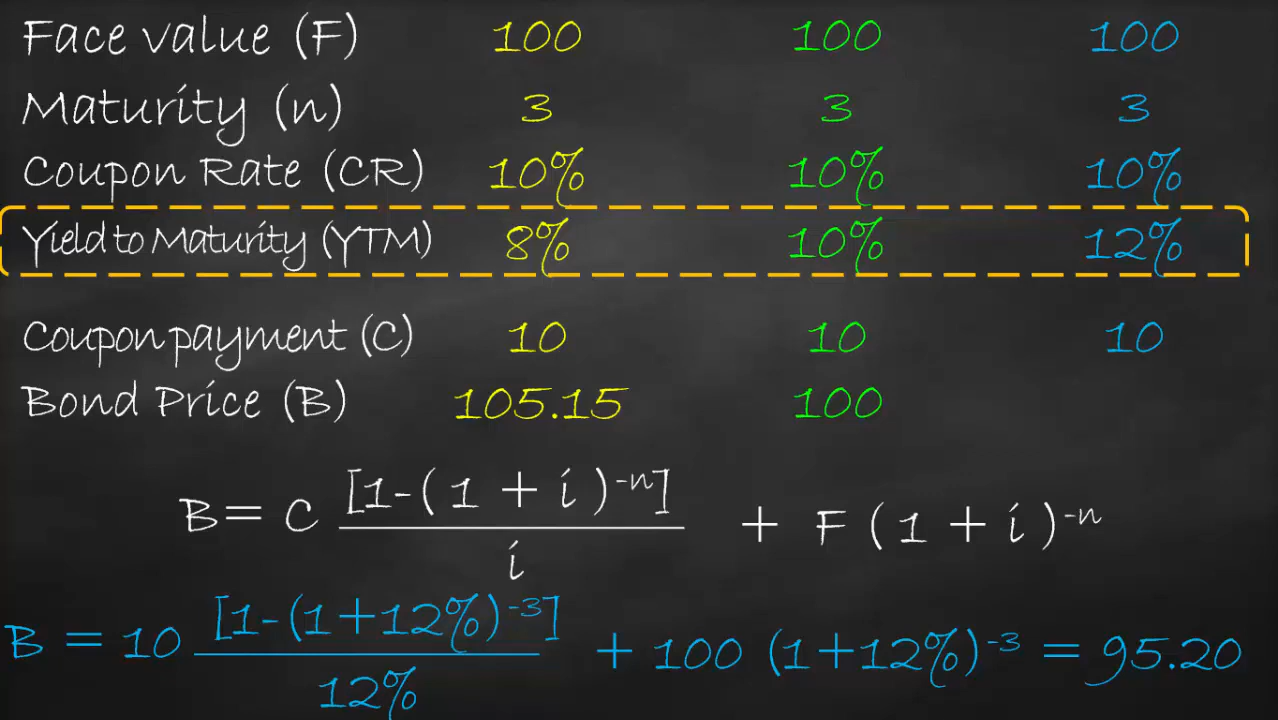 Face value (F) 100 100 100
Maturity (n) 3 3 3
Coupon Rate (CR) 10% 10% 10%
Yield to Maturity (YTM) 8% 10% 12%
Coupon payment (C) 10 10 10
Bond Price (B) 105.15 100
B = C [1-(1 + i)-n] / i + F (1 + i)-n
B = 10 [1-(1+12%)-3] / 12% + 100 (1+12%)-3 = 95.20